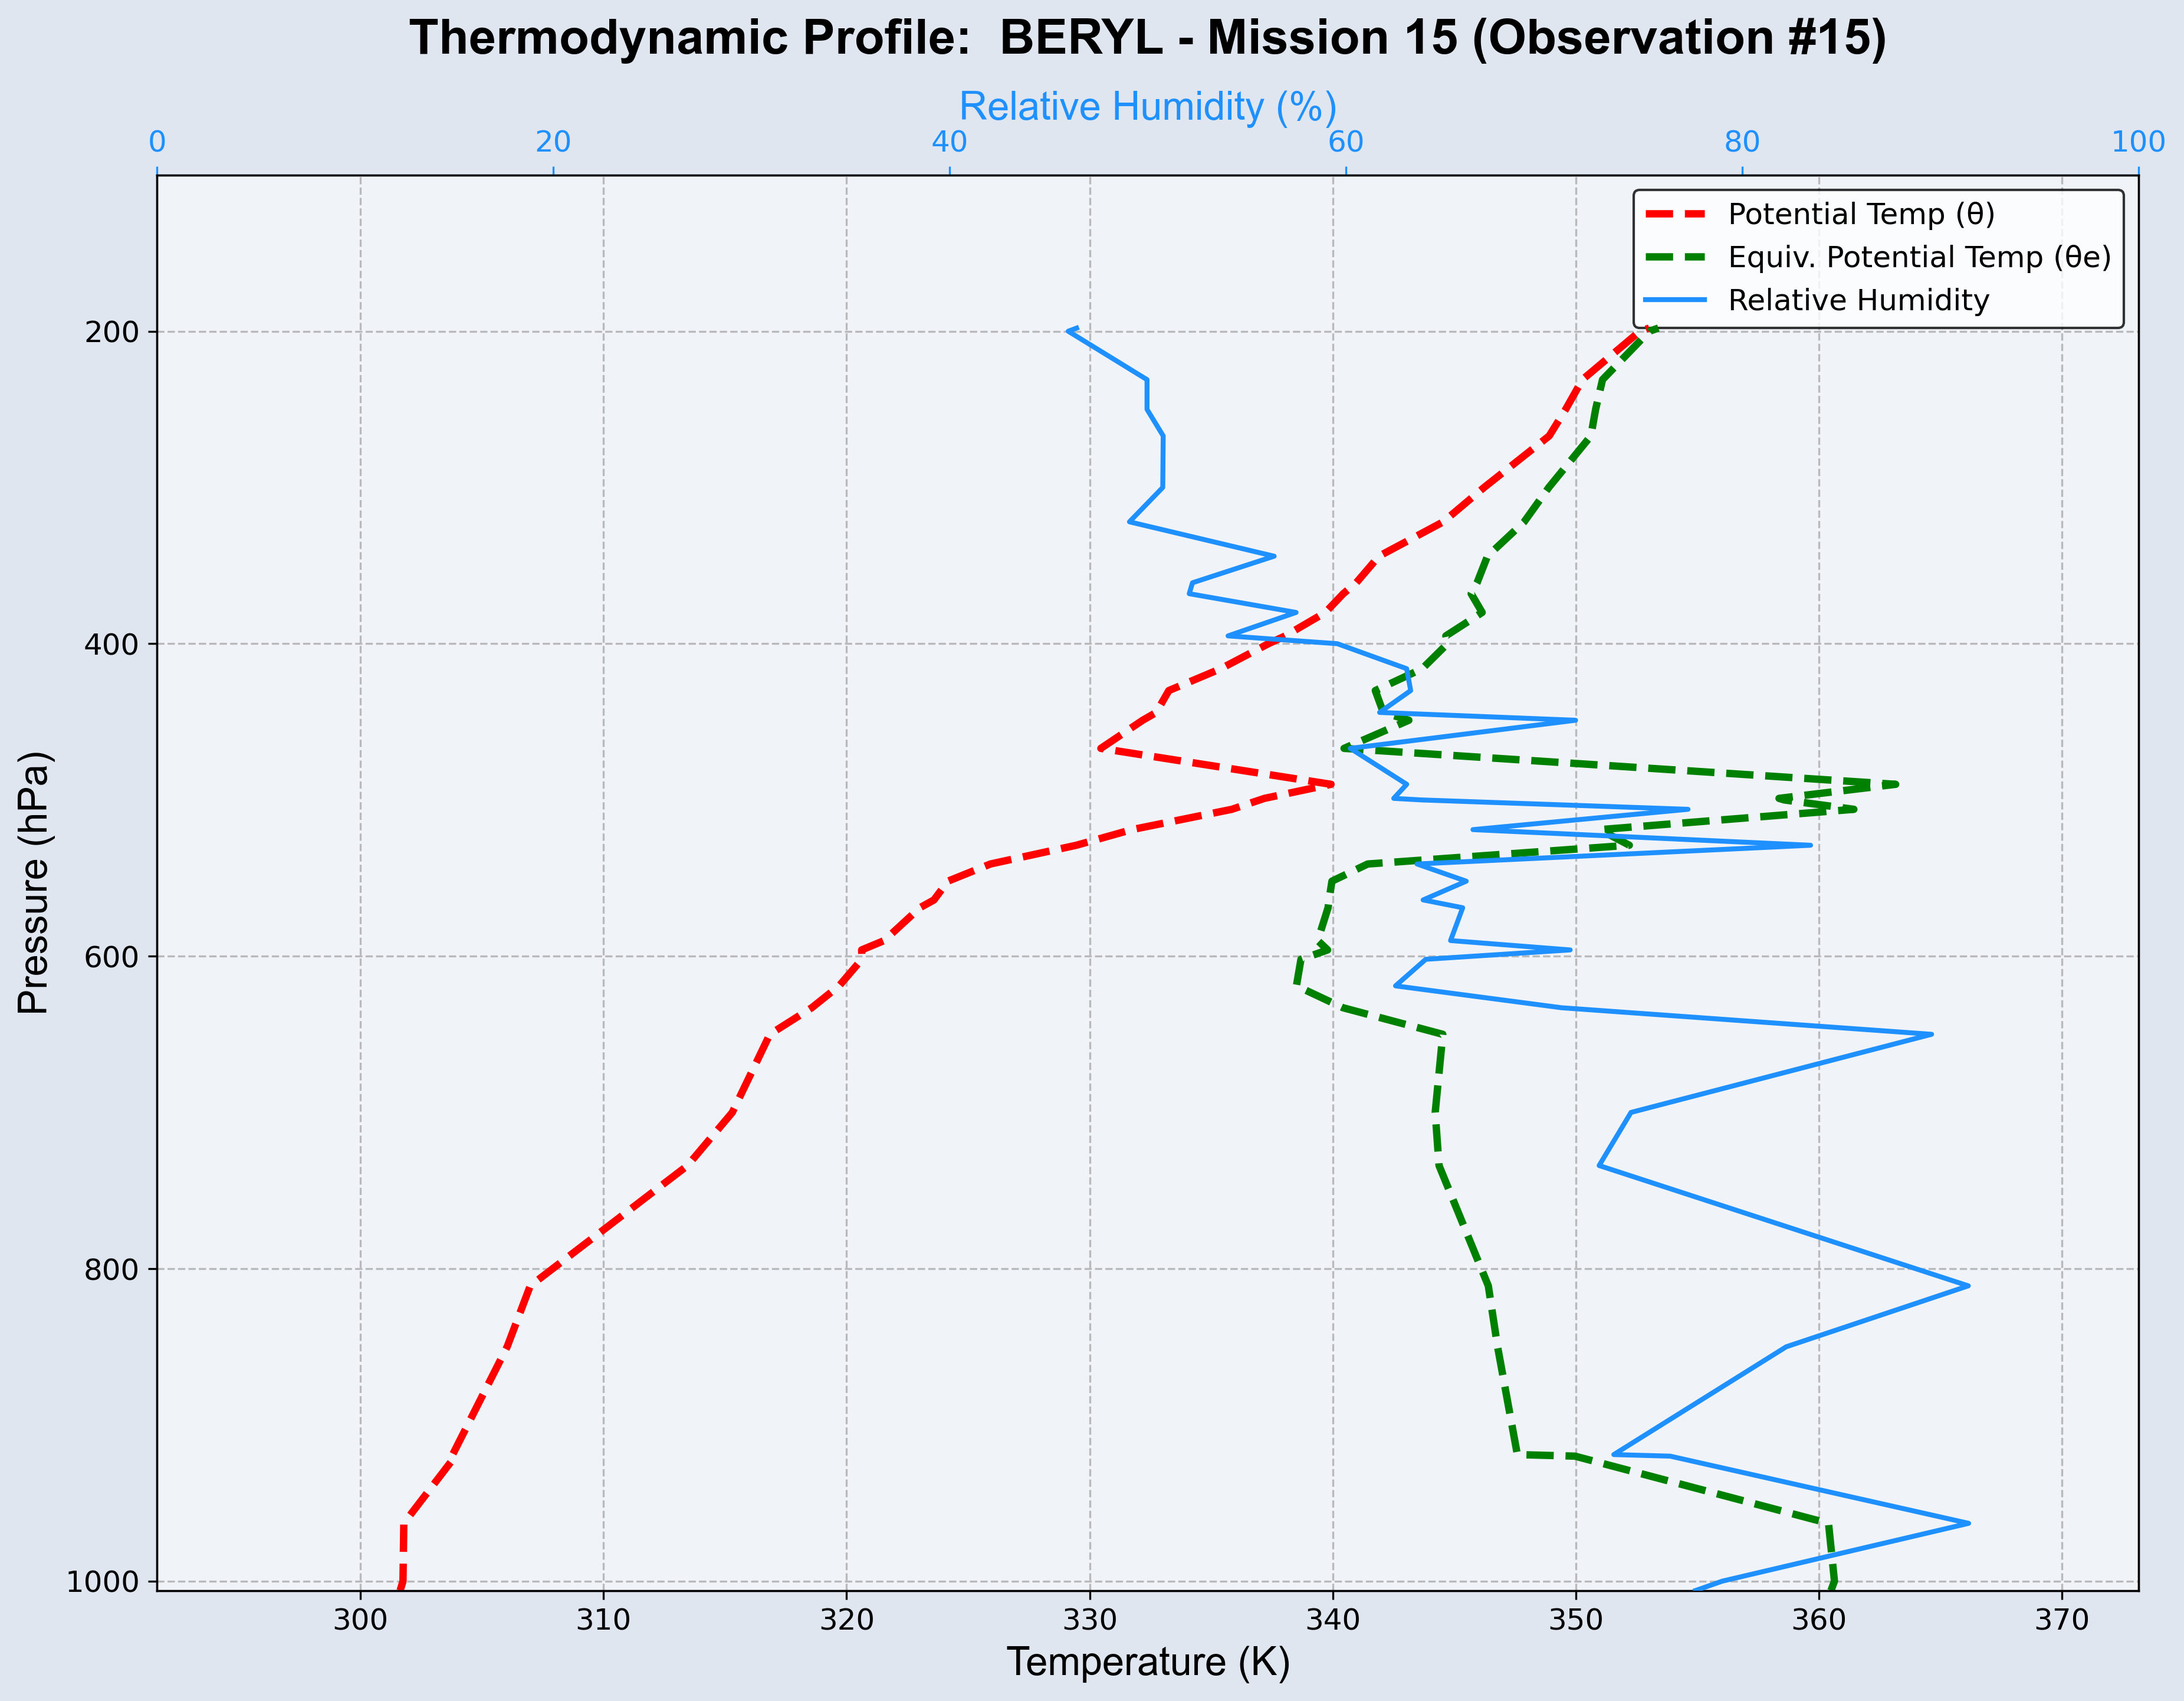 Thermodynamic Profile:  BERYL - Mission 15 (Observation #15)
Relative Humidity (%)
0 20 40 60 80 100
Potential Temp (θ)
Equiv. Potential Temp (θe)
Relative Humidity
200
400
600
800
1000
Pressure (hPa)
300 310 320 330 340 350 360 370
Temperature (K)